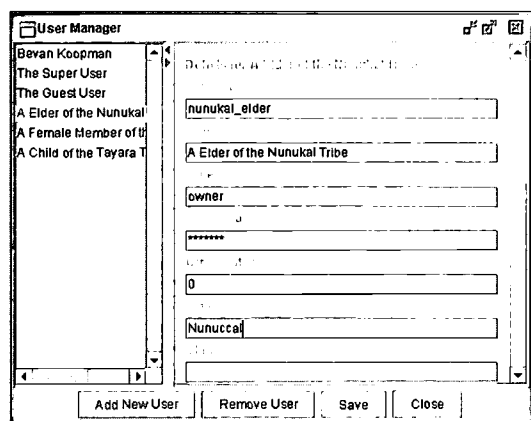 User Manager
Bevan Koopman
The Super User
The Guest User
A Elder of the Nunukal
A Female Member of th
A Child of the Tayara T
nunukal_elder
A Elder of the Nunukal Tribe
owner
*******
0
Nunuccal
Add New User
Remove User
Save
Close